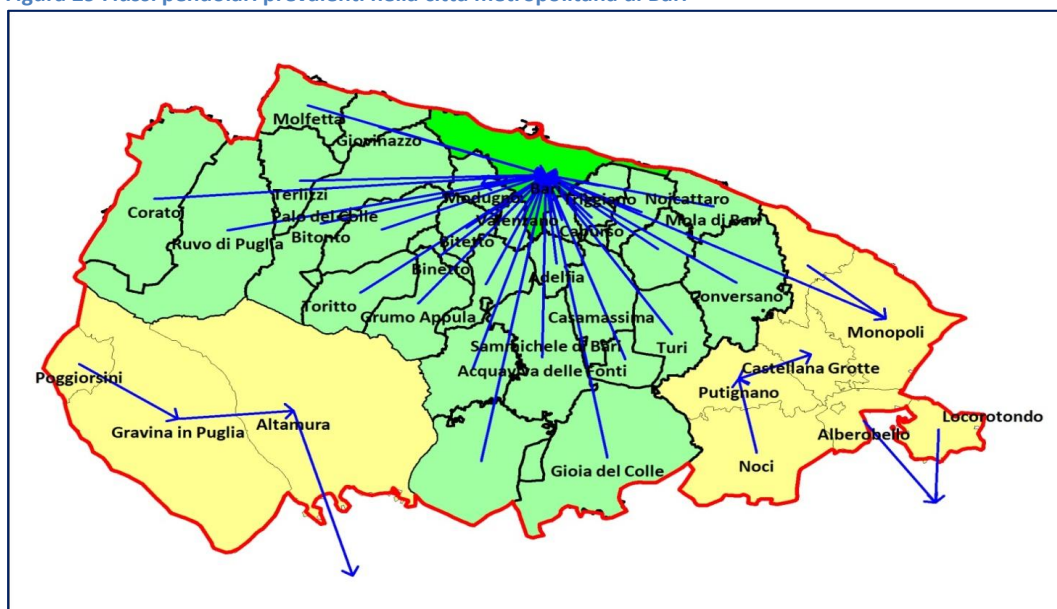 Flussi pendolari prevalenti nella città metropolitana di Bari
Molfetta
Giovinazzo
Bari
Terlizzi
Modugno
Triggiano
Noicattaro
Corato
Palo del Colle
Valenzano
Mola di Bari
Ruvo di Puglia
Bitonto
Bitetto
Capurso
Binetto
Adelfia
Conversano
Toritto
Grumo Appula
Casamassima
Monopoli
Sammichele di Bari
Turi
Poggiorsini
Acquaviva delle Fonti
Castellana Grotte
Putignano
Gravina in Puglia
Altamura
Locorotondo
Alberobello
Gioia del Colle
Noci